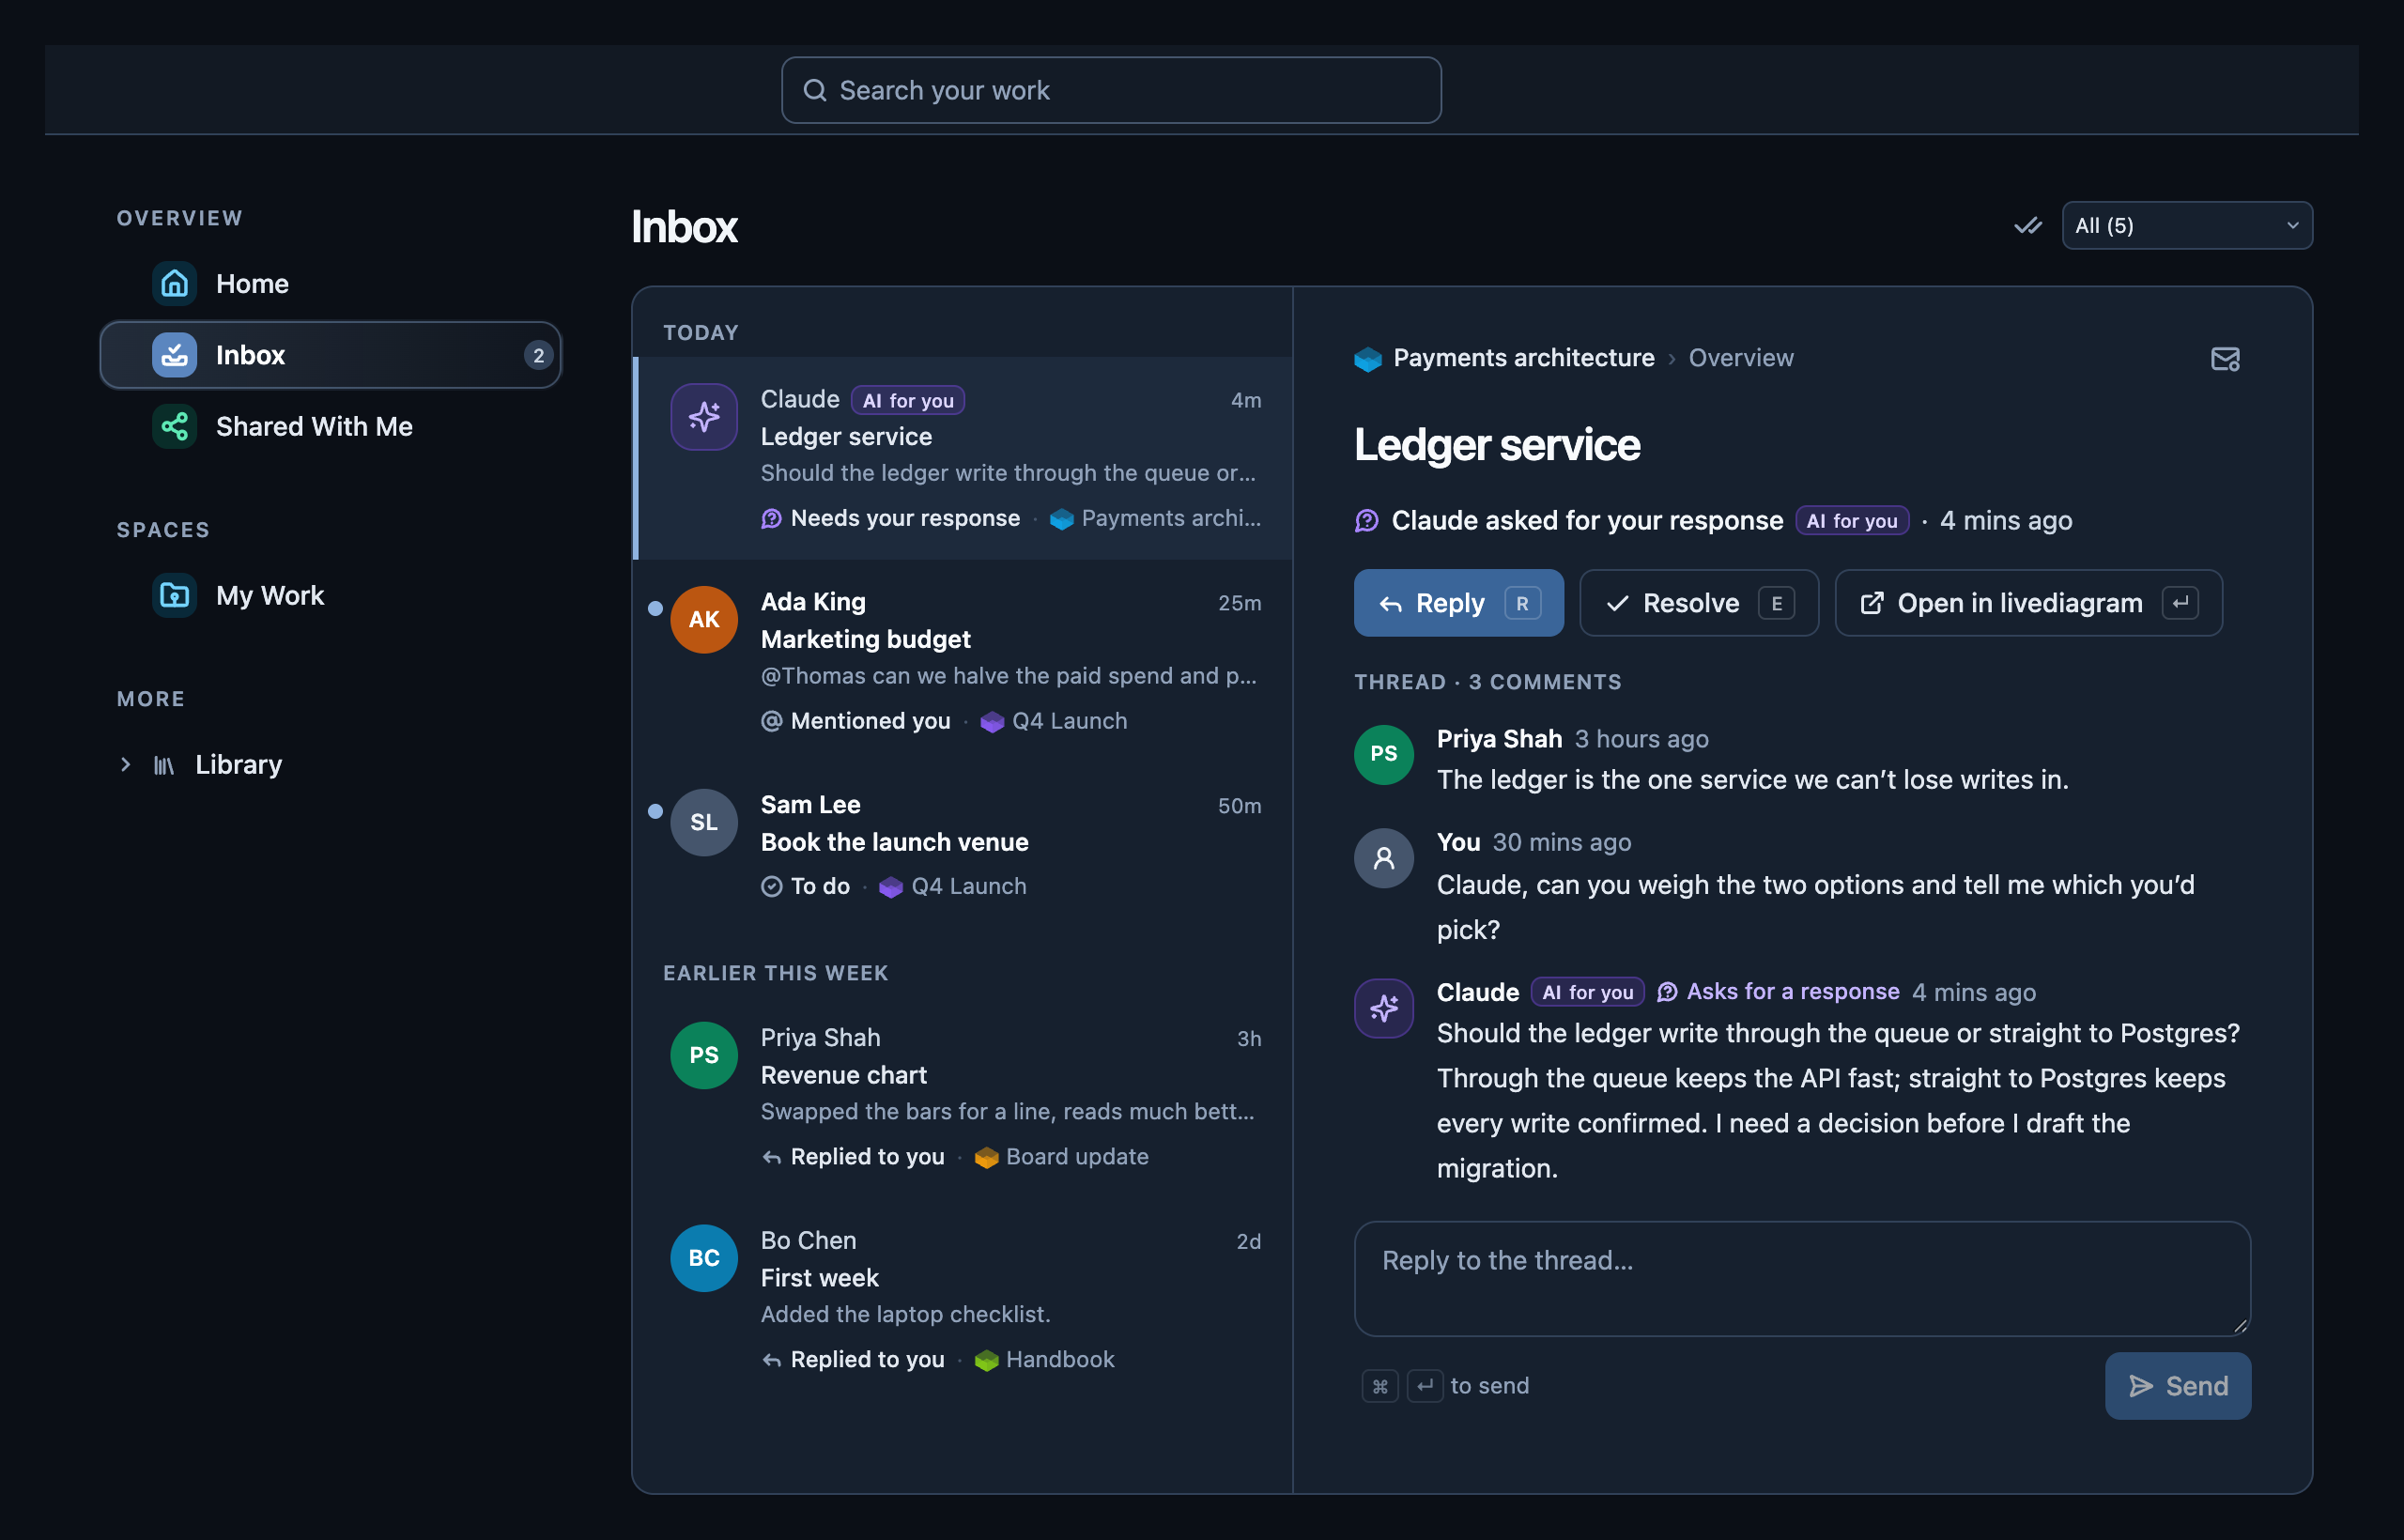 Search your work
OVERVIEW
Home
Inbox
2
Shared With Me
SPACES
My Work
MORE
Library
Inbox
All (5)
TODAY
Claude AI for you 4m
Ledger service
Should the ledger write through the queue or...
Needs your response · Payments archi...
AK
Ada King 25m
Marketing budget
@Thomas can we halve the paid spend and p...
@ Mentioned you · Q4 Launch
SL
Sam Lee 50m
Book the launch venue
To do · Q4 Launch
EARLIER THIS WEEK
PS
Priya Shah 3h
Revenue chart
Swapped the bars for a line, reads much bett...
Replied to you · Board update
BC
Bo Chen 2d
First week
Added the laptop checklist.
Replied to you · Handbook
Payments architecture › Overview
Ledger service
Claude asked for your response AI for you · 4 mins ago
Reply R
Resolve E
Open in livediagram ↵
THREAD · 3 COMMENTS
PS
Priya Shah 3 hours ago
The ledger is the one service we can’t lose writes in.
You 30 mins ago
Claude, can you weigh the two options and tell me which you’d
pick?
Claude AI for you Asks for a response 4 mins ago
Should the ledger write through the queue or straight to Postgres?
Through the queue keeps the API fast; straight to Postgres keeps
every write confirmed. I need a decision before I draft the
migration.
Reply to the thread...
⌘ ↵ to send
Send